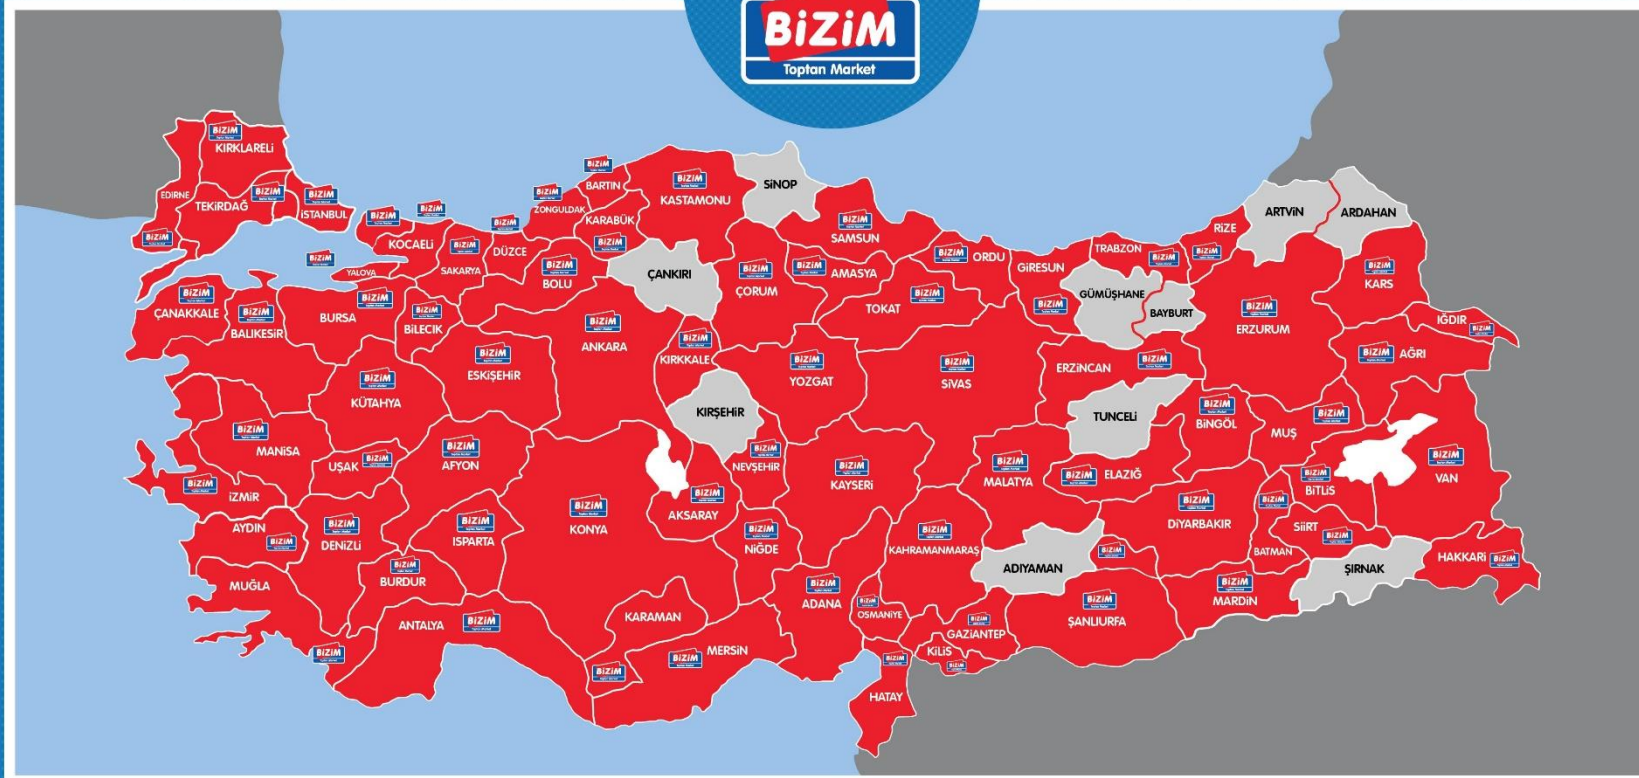 BiZiM
Toptan Market
KIRKLARELİ
EDİRNE
TEKİRDAĞ
İSTANBUL
KOCAELİ
YALOVA
SAKARYA
DÜZCE
ZONGULDAK
BARTIN
KARABÜK
KASTAMONU
SİNOP
SAMSUN
ORDU
GİRESUN
TRABZON
RİZE
ARTVİN
ARDAHAN
ÇANAKKALE
BALIKESİR
BURSA
BİLECİK
BOLU
ÇANKIRI
ÇORUM
AMASYA
TOKAT
GÜMÜŞHANE
BAYBURT
ERZURUM
KARS
IĞDIR
AĞRI
KÜTAHYA
ESKİŞEHİR
ANKARA
KIRKKALE
YOZGAT
SİVAS
ERZİNCAN
TUNCELİ
BİNGÖL
MUŞ
MANİSA
UŞAK
AFYON
KIRŞEHİR
NEVŞEHİR
KAYSERİ
MALATYA
ELAZIĞ
BİTLİS
VAN
İZMİR
AYDIN
DENİZLİ
ISPARTA
KONYA
AKSARAY
NİĞDE
KAHRAMANMARAŞ
ADIYAMAN
DİYARBAKIR
BATMAN
SİİRT
ŞIRNAK
HAKKARİ
MUĞLA
BURDUR
ANTALYA
KARAMAN
MERSİN
ADANA
OSMANİYE
GAZİANTEP
KİLİS
HATAY
ŞANLIURFA
MARDİN